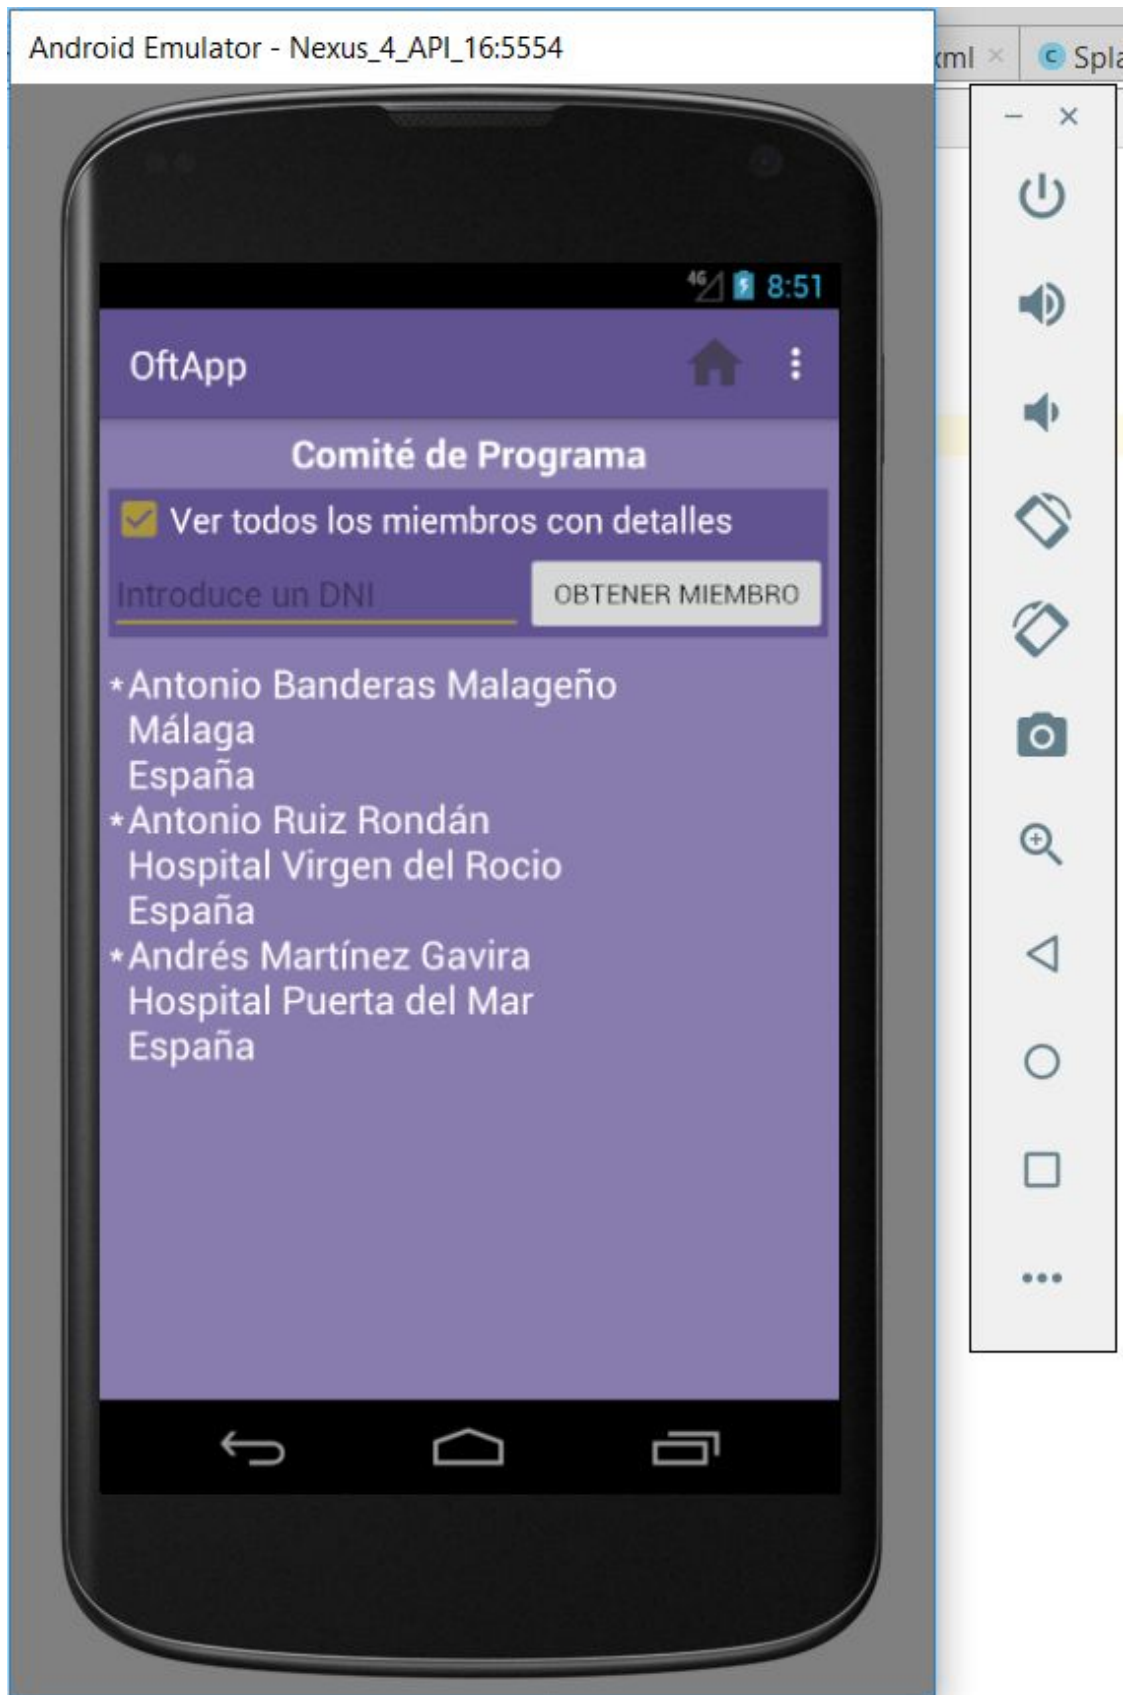 Android Emulator - Nexus_4_API_16:5554
xml
C Spla
4G 8:51
OftApp
Comité de Programa
Ver todos los miembros con detalles
Introduce un DNI OBTENER MIEMBRO
*Antonio Banderas Malageño
Málaga
España
*Antonio Ruiz Rondán
Hospital Virgen del Rocio
España
*Andrés Martínez Gavira
Hospital Puerta del Mar
España